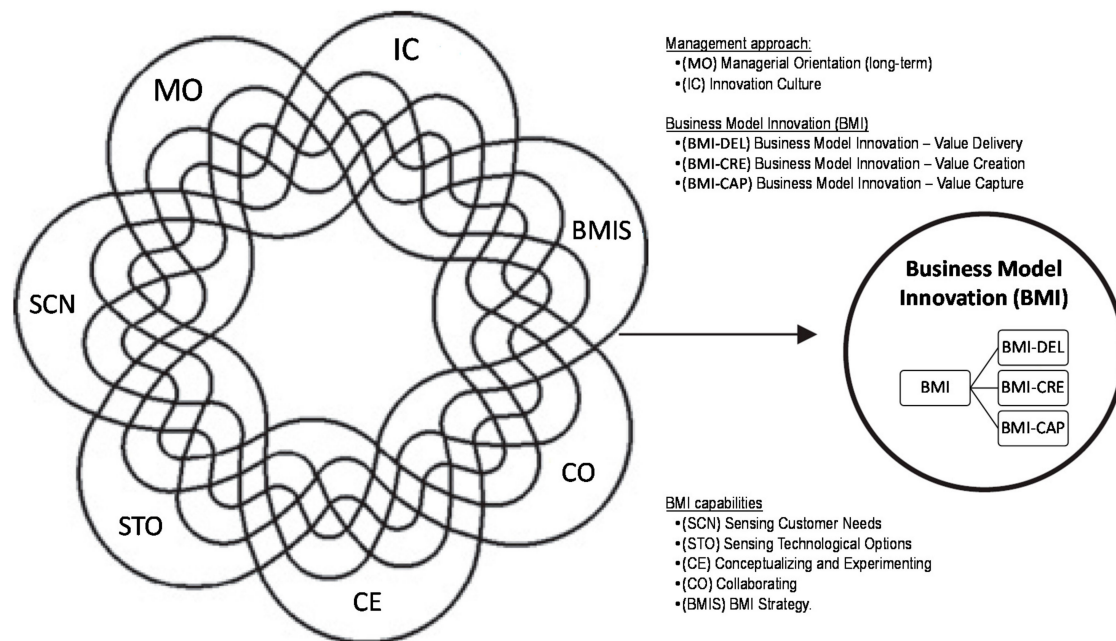 IC
MO
BMIS
SCN
CO
STO
CE
Management approach:
•(MO) Managerial Orientation (long-term)
•(IC) Innovation Culture
Business Model Innovation (BMI)
•(BMI-DEL) Business Model Innovation – Value Delivery
•(BMI-CRE) Business Model Innovation – Value Creation
•(BMI-CAP) Business Model Innovation – Value Capture
Business Model
Innovation (BMI)
BMI-DEL
BMI
BMI-CRE
BMI-CAP
BMI capabilities
•(SCN) Sensing Customer Needs
•(STO) Sensing Technological Options
•(CE) Conceptualizing and Experimenting
•(CO) Collaborating
•(BMIS) BMI Strategy.